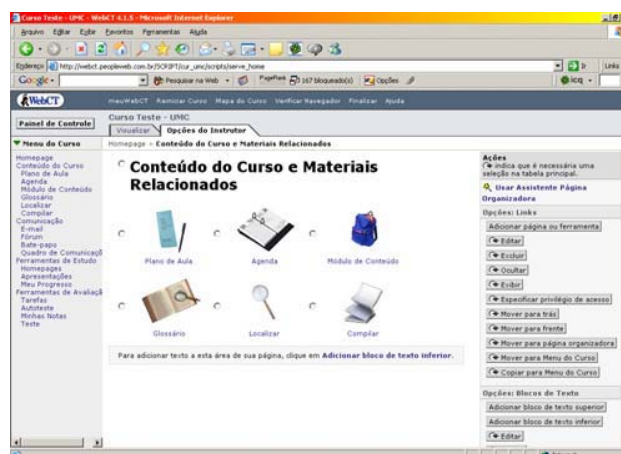 Curso Teste - UMC - WebCT 4.1.5 - Microsoft Internet Explorer
Arquivo Editar Exibir Favoritos Ferramentas Ajuda
Endereço http://webct.peopleweb.com.br/SCRIPT/cur_umc/scripts/serve_home Ir Links
Google Pesquisar na Web PageRank 167 bloqueado(s) Opções icq
WebCT meuWebCT Reiniciar Curso Mapa do Curso Verificar Navegador Finalizar Ajuda
Painel de Controle
Curso Teste - UMC
Visualizar Opções do Instrutor
Menu do Curso
Homepage > Conteúdo do Curso e Materiais Relacionados
Homepage
Conteúdo do Curso
Plano de Aula
Agenda
Módulo de Conteúdo
Glossário
Localizar
Compilar
Comunicação
E-mail
Fórum
Bate-papo
Quadro de Comunicaçõ
Ferramentas de Estudo
Homepages
Apresentações
Meu Progresso
Ferramentas de Avaliaçã
Tarefas
Autoteste
Minhas Notas
Teste
Conteúdo do Curso e Materiais
Relacionados
Plano de Aula Agenda Módulo de Conteúdo
Glossário Localizar Compilar
Para adicionar texto a esta área de sua página, clique em Adicionar bloco de texto inferior.
Ações
indica que é necessária uma
seleção na tabela principal.
Usar Assistente Página
Organizadora
Opções: Links
Adicionar página ou ferramenta
Editar
Excluir
Ocultar
Exibir
Especificar privilégio de acesso
Mover para trás
Mover para frente
Mover para página organizadora
Mover para Menu do Curso
Copiar para Menu do Curso
Opções: Blocos de Texto
Adicionar bloco de texto superior
Adicionar bloco de texto inferior
Editar